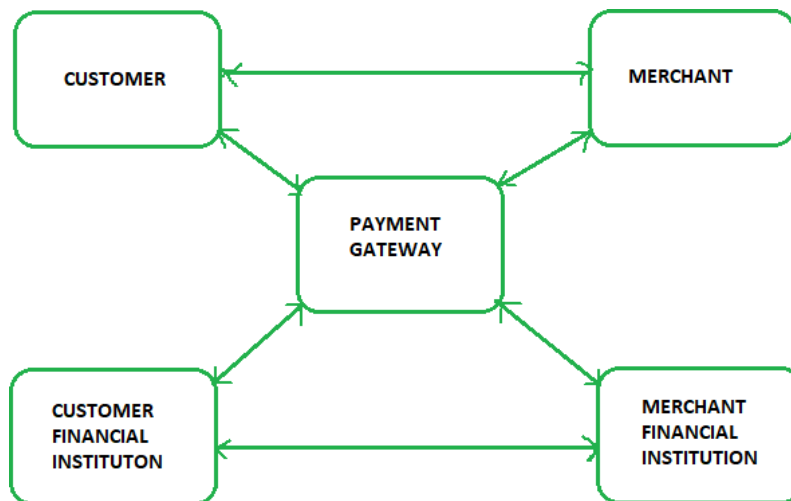 CUSTOMER
MERCHANT
PAYMENT
GATEWAY
CUSTOMER
FINANCIAL
INSTITUTON
MERCHANT
FINANCIAL
INSTITUTION